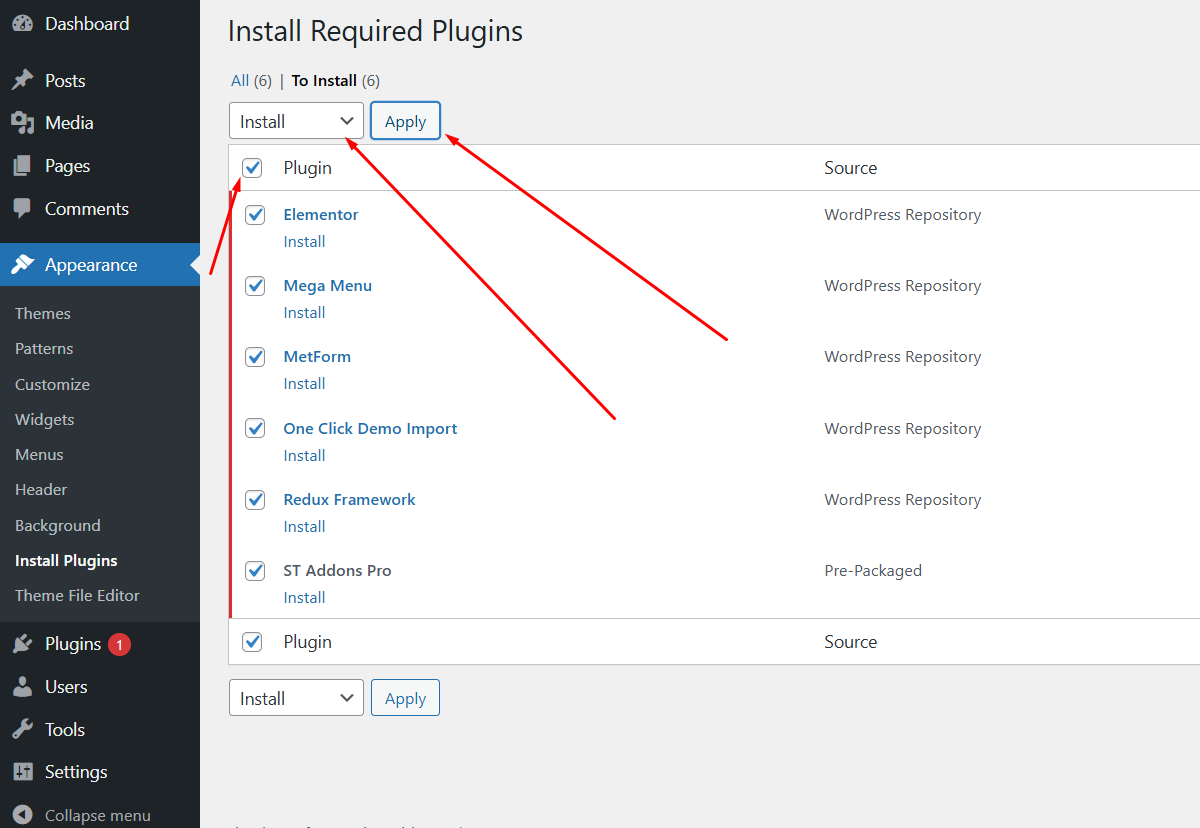 Dashboard
Posts
Media
Pages
Comments
Appearance
Themes
Patterns
Customize
Widgets
Menus
Header
Background
Install Plugins
Theme File Editor
Plugins 1
Users
Tools
Settings
Collapse menu
Install Required Plugins
All (6) | To Install (6)
Install Apply
Plugin Source
Elementor WordPress Repository
Install
Mega Menu WordPress Repository
Install
MetForm WordPress Repository
Install
One Click Demo Import WordPress Repository
Install
Redux Framework WordPress Repository
Install
ST Addons Pro Pre-Packaged
Install
Plugin Source
Install Apply